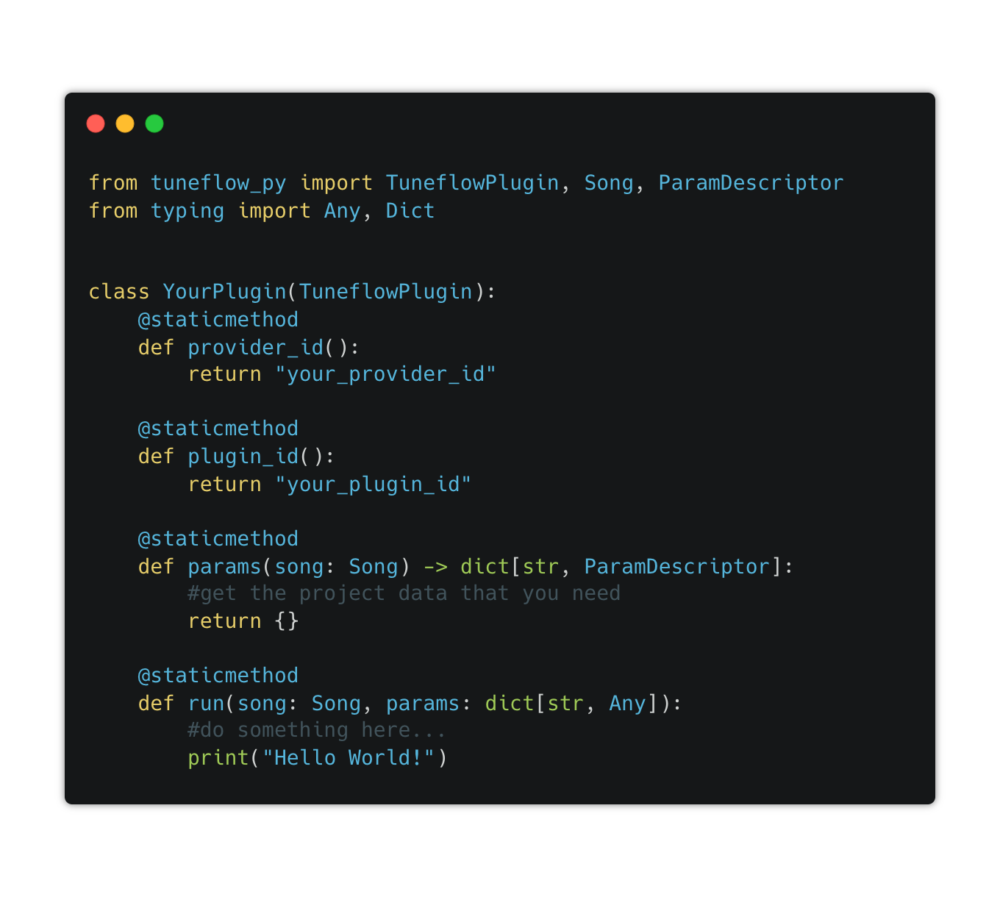 from tuneflow_py import TuneflowPlugin, Song, ParamDescriptor
from typing import Any, Dict


class YourPlugin(TuneflowPlugin):
    @staticmethod
    def provider_id():
        return "your_provider_id"

    @staticmethod
    def plugin_id():
        return "your_plugin_id"

    @staticmethod
    def params(song: Song) -> dict[str, ParamDescriptor]:
        #get the project data that you need
        return {}

    @staticmethod
    def run(song: Song, params: dict[str, Any]):
        #do something here...
        print("Hello World!")